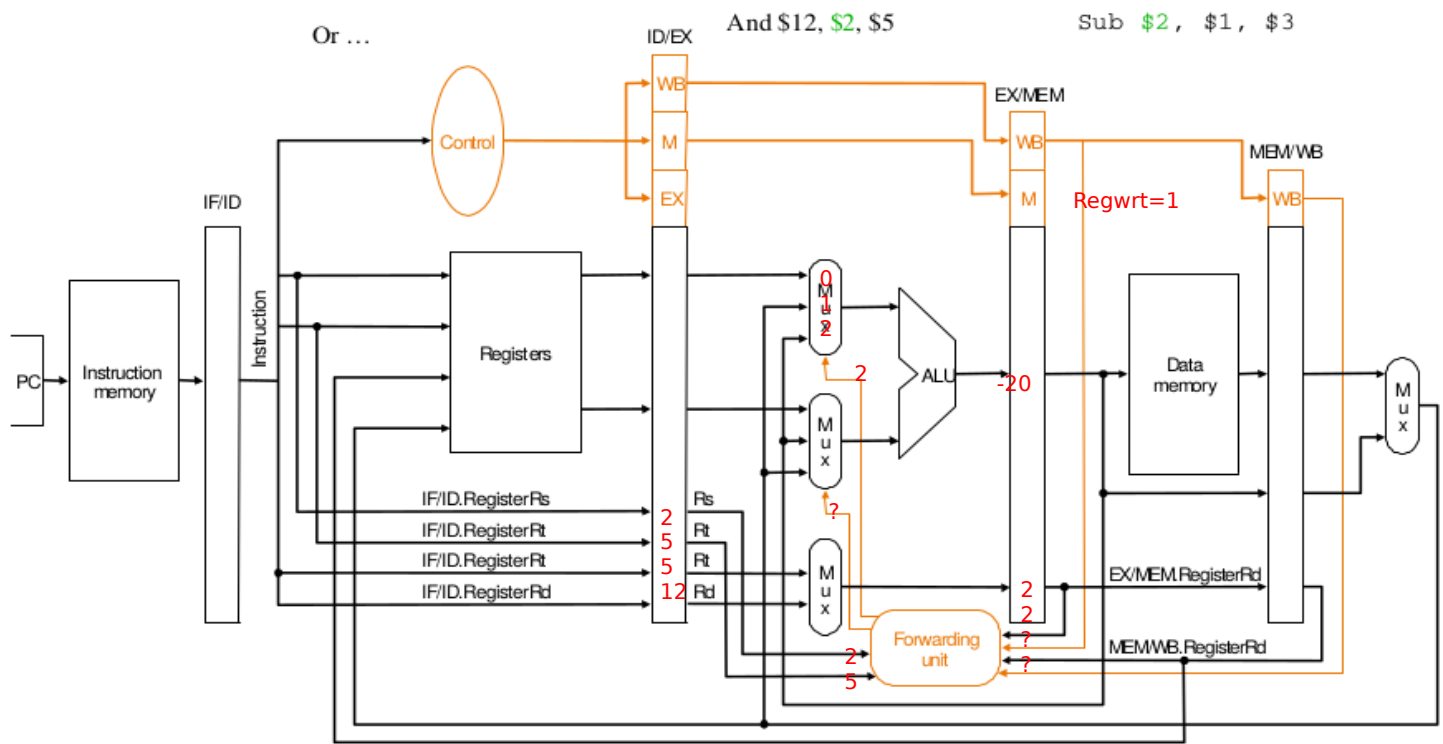 Or …
And $12, $2, $5
Sub $2, $1, $3
ID/EX
WB
EX/MEM
Control
M
WB
MEM/WB
IF/ID
EX
M
Regwrt=1
WB
Instruction
Registers
0
1
2
M
u
x
PC
Instruction
memory
2
ALU
-20
Data
memory
M
u
x
M
u
x
IF/ID.RegisterRs
2
Rs
?
IF/ID.RegisterRt
5
Rt
IF/ID.RegisterRt
5
Rt
M
u
x
EX/MEM.RegisterRd
IF/ID.RegisterRd
12
Rd
2
2
Forwarding
unit
?
MEM/WB.RegisterRd
2
?
5